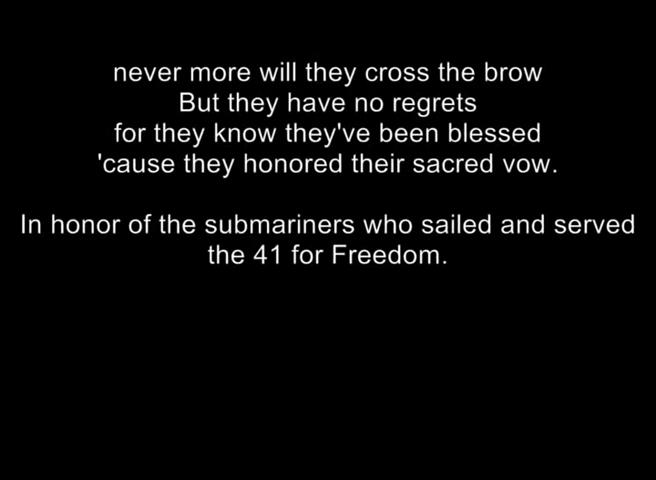 never more will they cross the brow
But they have no regrets
for they know they've been blessed
'cause they honored their sacred vow.
In honor of the submariners who sailed and served
the 41 for Freedom.